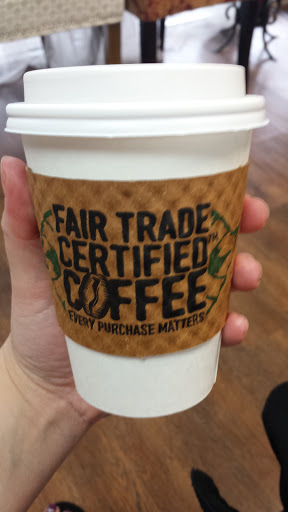 FAIR TRADE
CERTIFIED™
COFFEE
EVERY PURCHASE MATTERS